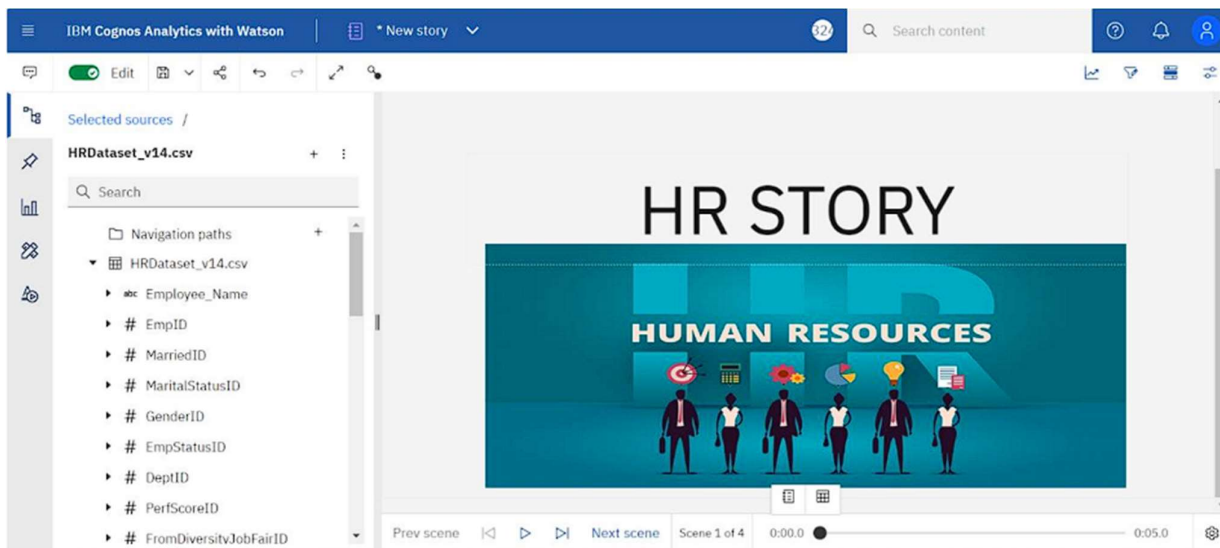 IBM Cognos Analytics with Watson
* New story
Search content
Edit
Selected sources /
HRDataset_v14.csv
Search
Navigation paths
HRDataset_v14.csv
abc Employee_Name
# EmpID
# MarriedID
# MaritalStatusID
# GenderID
# EmpStatusID
# DeptID
# PerfScoreID
# FromDiversityJobFairID
HR STORY
HR
HUMAN RESOURCES
Prev scene
Next scene
Scene 1 of 4
0:00.0
0:05.0